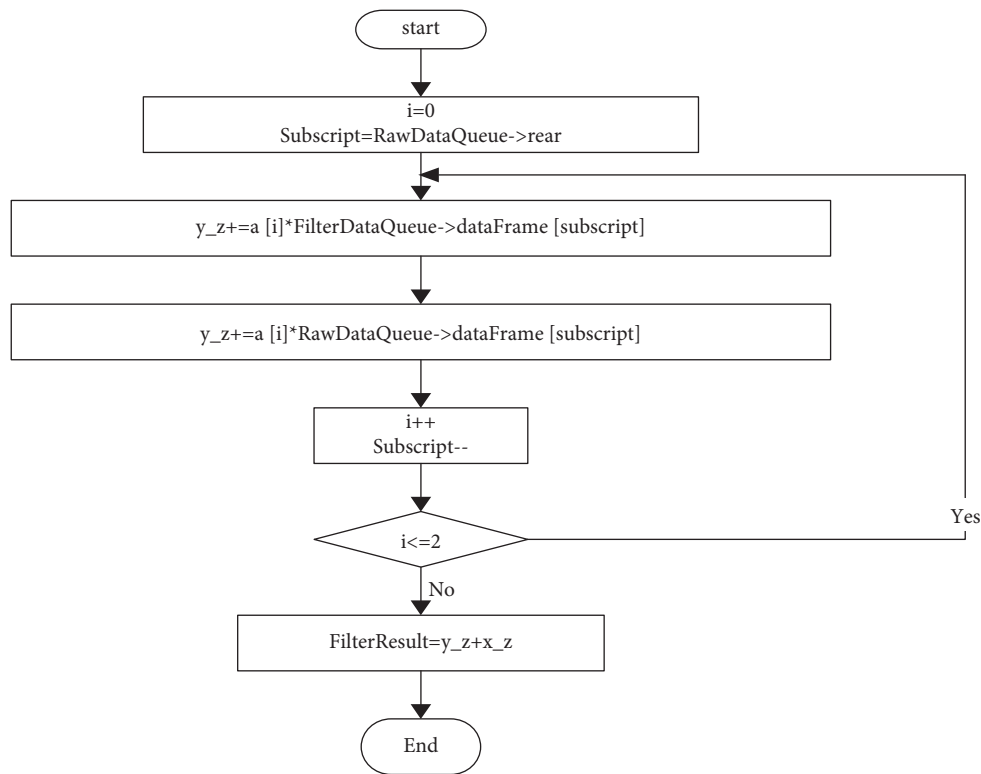 start
i=0
Subscript=RawDataQueue->rear
y_z+=a [i]*FilterDataQueue->dataFrame [subscript]
y_z+=a [i]*RawDataQueue->dataFrame [subscript]
i++
Subscript--
i<=2
Yes
No
FilterResult=y_z+x_z
End